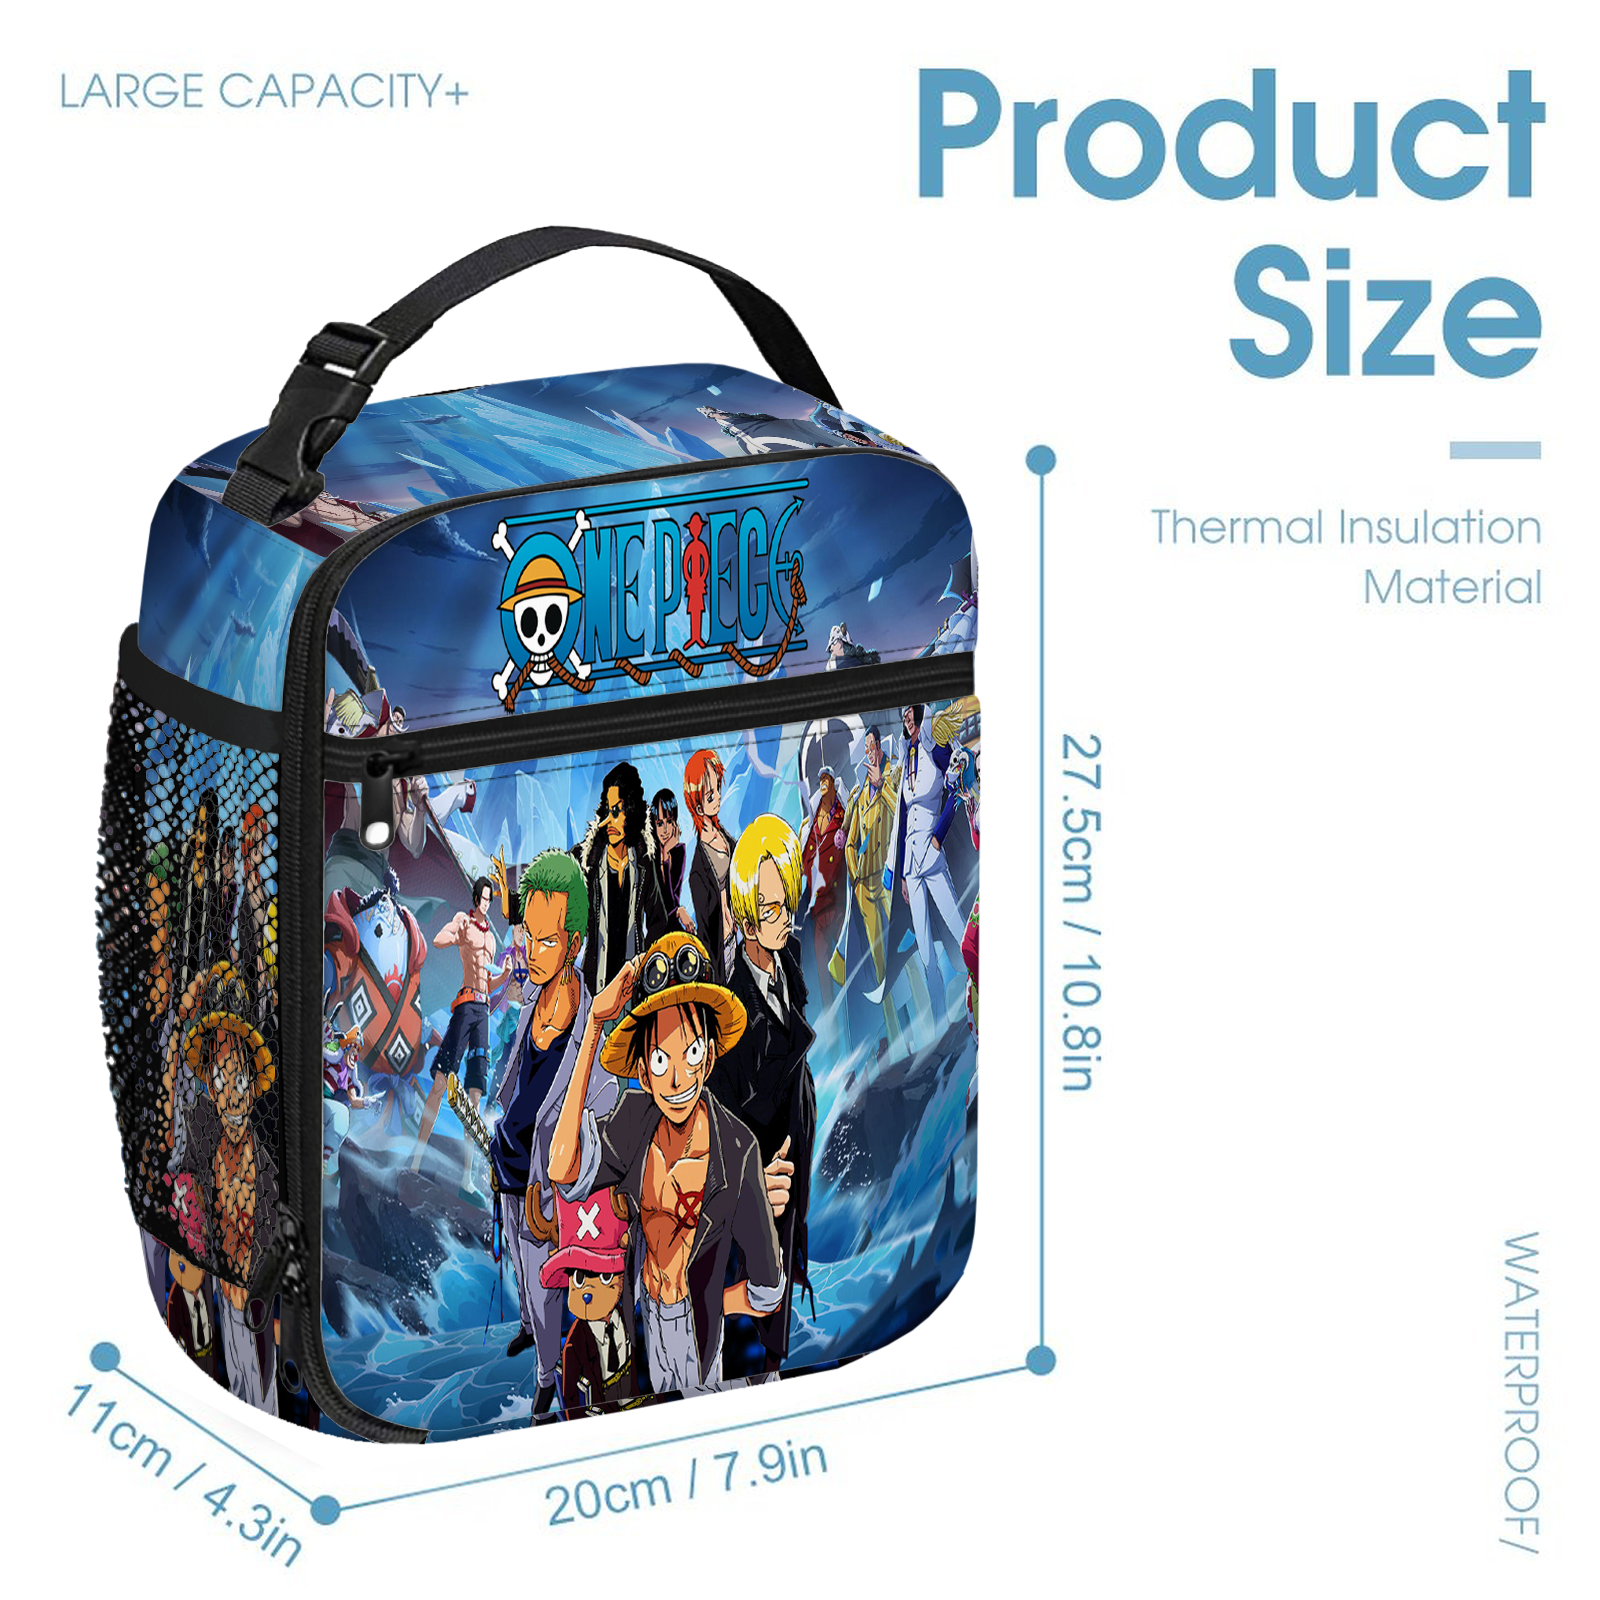 LARGE CAPACITY+
Product
Size
Thermal Insulation
Material
ONE PIECE
27.5cm / 10.8in
11cm / 4.3in
20cm / 7.9in
WATERPROOF/